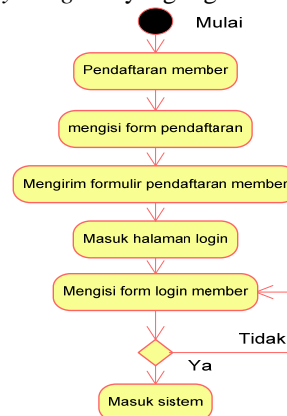 Mulai
Pendaftaran member
mengisi form pendaftaran
Mengirim formulir pendaftaran member
Masuk halaman login
Mengisi form login member
Tidak
Ya
Masuk sistem